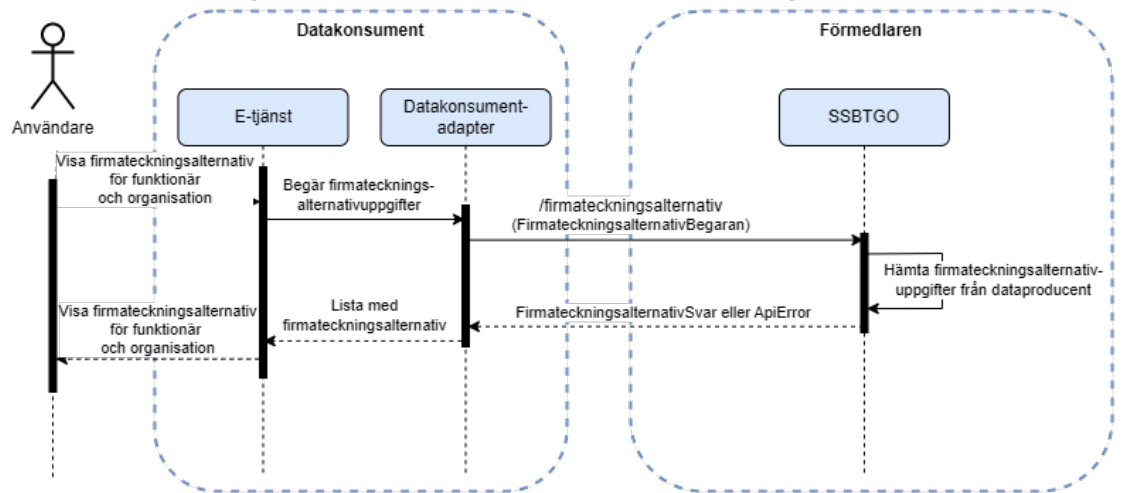 Datakonsument
Förmedlaren
Användare
E-tjänst
Datakonsument-
adapter
SSBTGO
Visa firmateckningsalternativ
för funktionär
och organisation
Begär firmatecknings-
alternativuppgifter
/firmateckningsalternativ
(FirmateckningsalternativBegaran)
Hämta firmateckningsalternativ-
uppgifter från dataproducent
FirmateckningsalternativSvar eller ApiError
Lista med
firmateckningsalternativ
Visa firmateckningsalternativ
för funktionär
och organisation